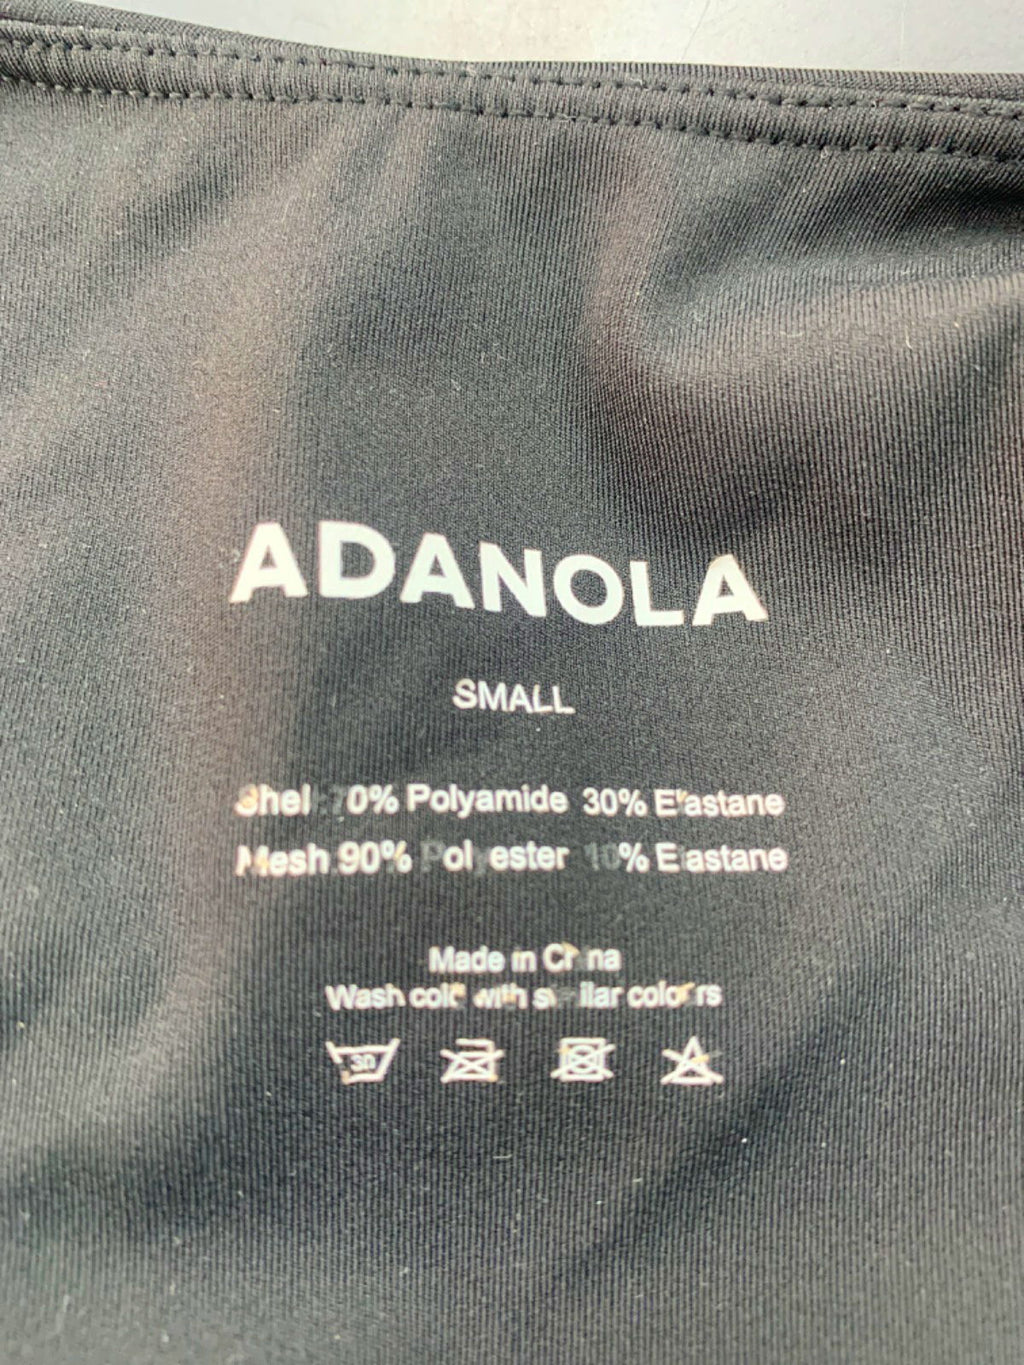 ADANOLA
SMALL
Shell: 70% Polyamide 30% Elastane
Mesh:90% Polyester 10% Elastane
Made in China
Wash cold with similar colours
30